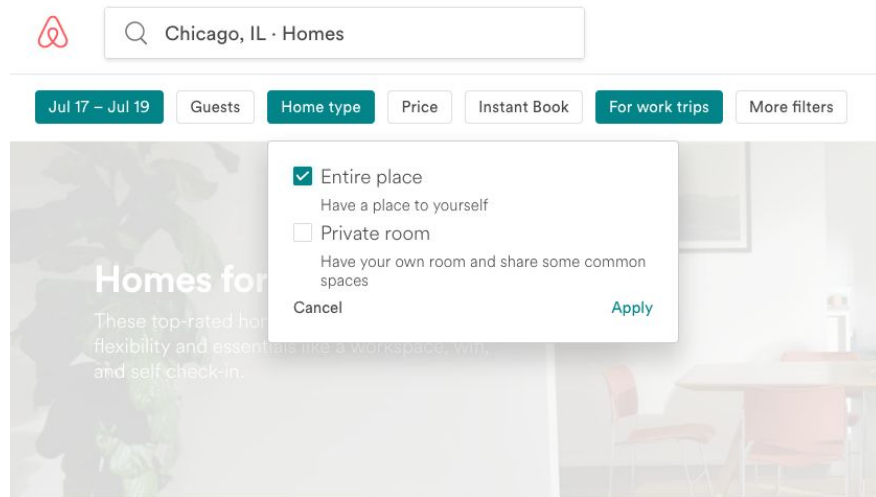 Chicago, IL · Homes
Jul 17 – Jul 19 Guests Home type Price Instant Book For work trips More filters
Entire place
Have a place to yourself
Private room
Have your own room and share some common
spaces
Cancel Apply
Homes for
These top-rated hom
flexibility and essentials like a workspace, wifi,
and self check-in.